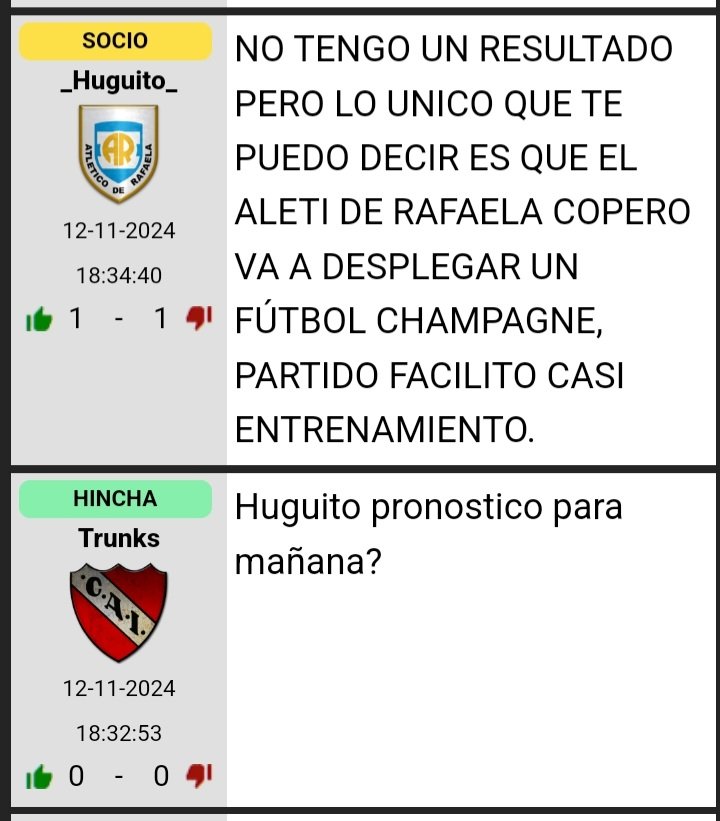 SOCIO
_Huguito_
AR
ATLETICO DE RAFAELA
12-11-2024
18:34:40
1 - 1
NO TENGO UN RESULTADO
PERO LO UNICO QUE TE
PUEDO DECIR ES QUE EL
ALETI DE RAFAELA COPERO
VA A DESPLEGAR UN
FÚTBOL CHAMPAGNE,
PARTIDO FACILITO CASI
ENTRENAMIENTO.
HINCHA
Trunks
C.A.I.
12-11-2024
18:32:53
0 - 0
Huguito pronostico para
mañana?